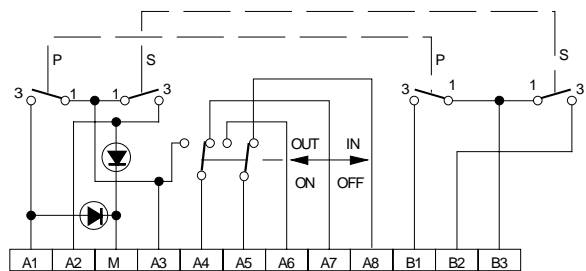 P S P S
3 1 1 3 3 1 1 3
OUT IN
ON OFF
A1 A2 M A3 A4 A5 A6 A7 A8 B1 B2 B3